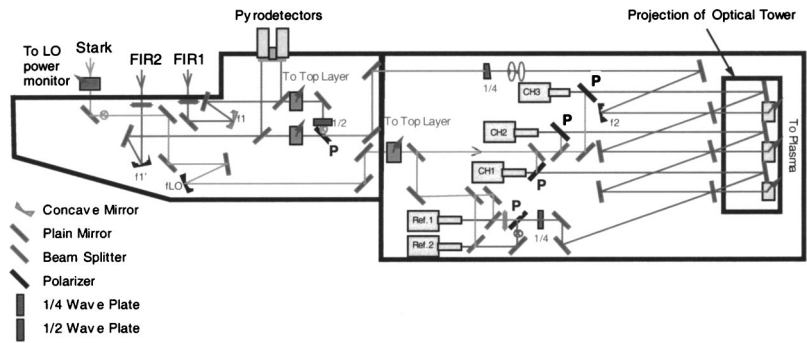 Pyrodetectors
Projection of Optical Tower
To LO
power
monitor
Stark
FIR2
FIR1
To Top Layer
f1
1/2
P
f1'
fLO
To Top Layer
1/4
CH3
P
f2
CH2
P
CH1
P
Ref.1
P
Ref.2
1/4
To Plasma
Concave Mirror
Plain Mirror
Beam Splitter
Polarizer
1/4 Wave Plate
1/2 Wave Plate